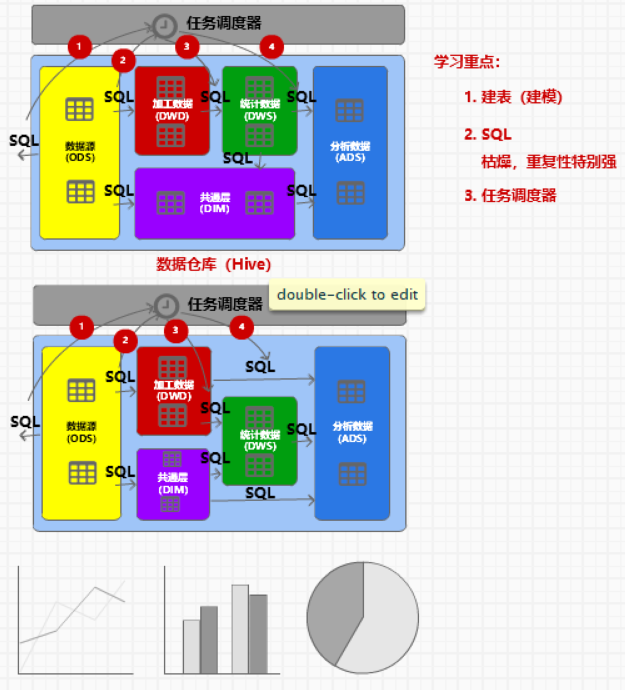 任务调度器
1
2
3
4
学习重点：
1. 建表（建模）
2. SQL
枯燥，重复性特别强
3. 任务调度器
SQL
数据源
(ODS)
SQL
加工数据
(DWD)
SQL
统计数据
(DWS)
SQL
分析数据
(ADS)
SQL
SQL
共通层
(DIM)
SQL
数据仓库（Hive）
任务调度器
double-click to edit
1
2
3
4
SQL
数据源
(ODS)
SQL
加工数据
(DWD)
SQL
SQL
统计数据
(DWS)
SQL
分析数据
(ADS)
SQL
共通层
(DIM)
SQL
SQL